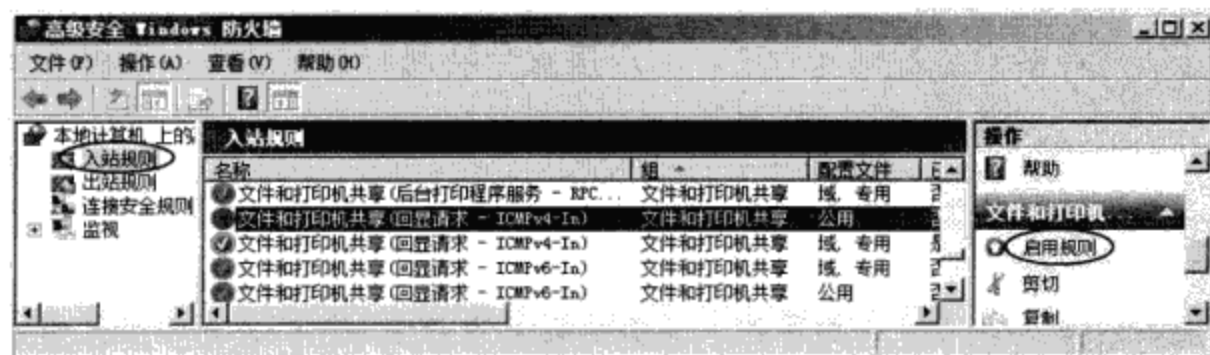 高级安全 Windows 防火墙
文件(F) 操作(A) 查看(V) 帮助(H)
本地计算机 上的
入站规则
出站规则
连接安全规则
监视
入站规则
名称 组 配置文件
文件和打印机共享(后台打印程序服务 - RPC... 文件和打印机共享 域, 专用
文件和打印机共享(回显请求 - ICMPv4-In) 文件和打印机共享 公用
文件和打印机共享(回显请求 - ICMPv4-In) 文件和打印机共享 域, 专用
文件和打印机共享(回显请求 - ICMPv6-In) 文件和打印机共享 域, 专用
文件和打印机共享(回显请求 - ICMPv6-In) 文件和打印机共享 公用
操作
帮助
文件和打印机...
启用规则
剪切
复制